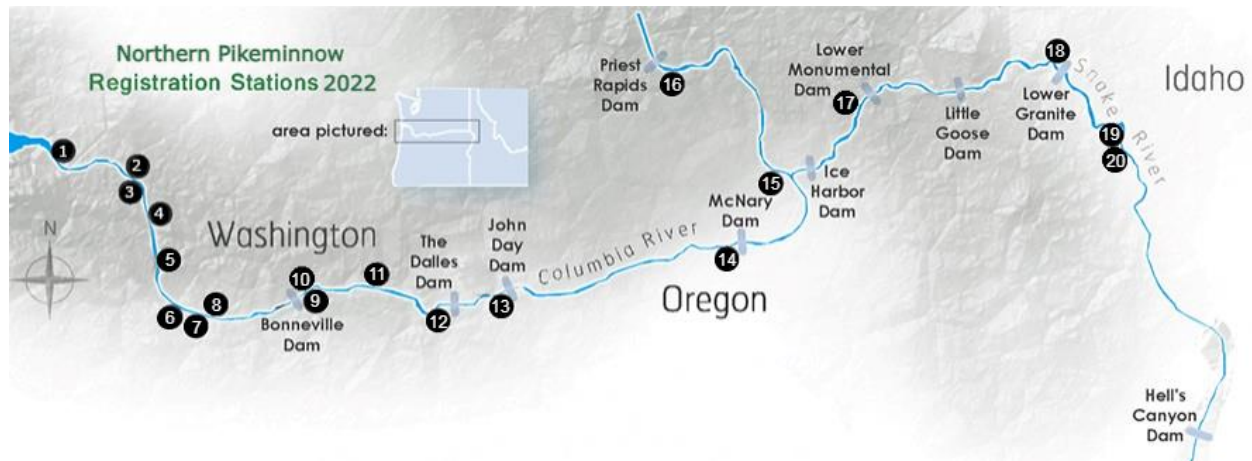 Northern Pikeminnow
Registration Stations 2022
area pictured:
N
Washington
Oregon
Idaho
Columbia River
Snake River
Priest
Rapids
Dam
Lower
Monumental
Dam
Little
Goose
Dam
Lower
Granite
Dam
Ice
Harbor
Dam
McNary
Dam
John
Day
Dam
The
Dalles
Dam
Bonneville
Dam
Hell's
Canyon
Dam
1
2
3
4
5
6
7
8
9
10
11
12
13
14
15
16
17
18
19
20